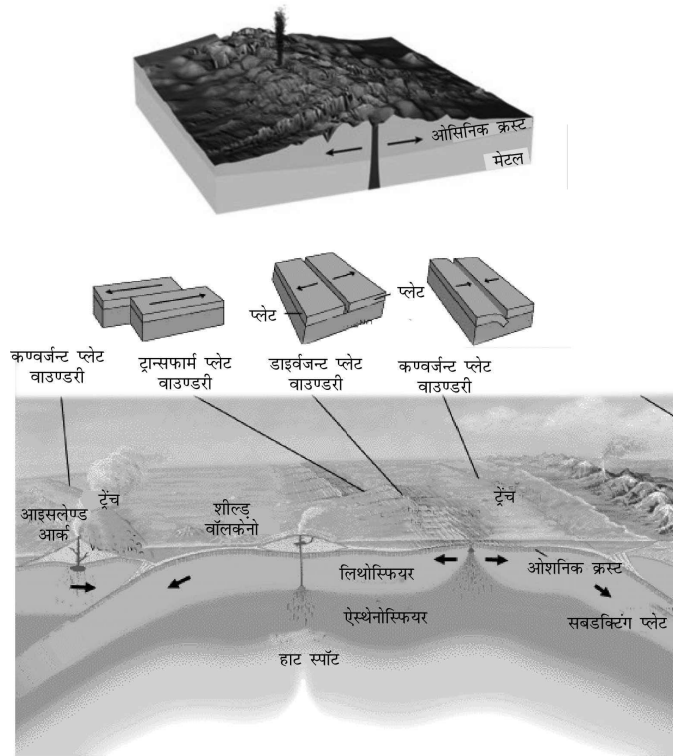 ओसिनिक क्रस्ट
मेटल
प्लेट
प्लेट
कण्वर्जन्ट प्लेट
वाउण्डरी
ट्रान्सफार्म प्लेट
वाउण्डरी
डाइर्वजन्ट प्लेट
वाउण्डरी
कण्वर्जन्ट प्लेट
वाउण्डरी
ट्रेंच
आइसलेण्ड
आर्क
शील्ड
वॉलकेनो
ट्रेंच
लिथोस्फियर
ओशनिक क्रस्ट
ऐस्थेनोस्फियर
सबडक्टिंग प्लेट
हाट स्पॉट